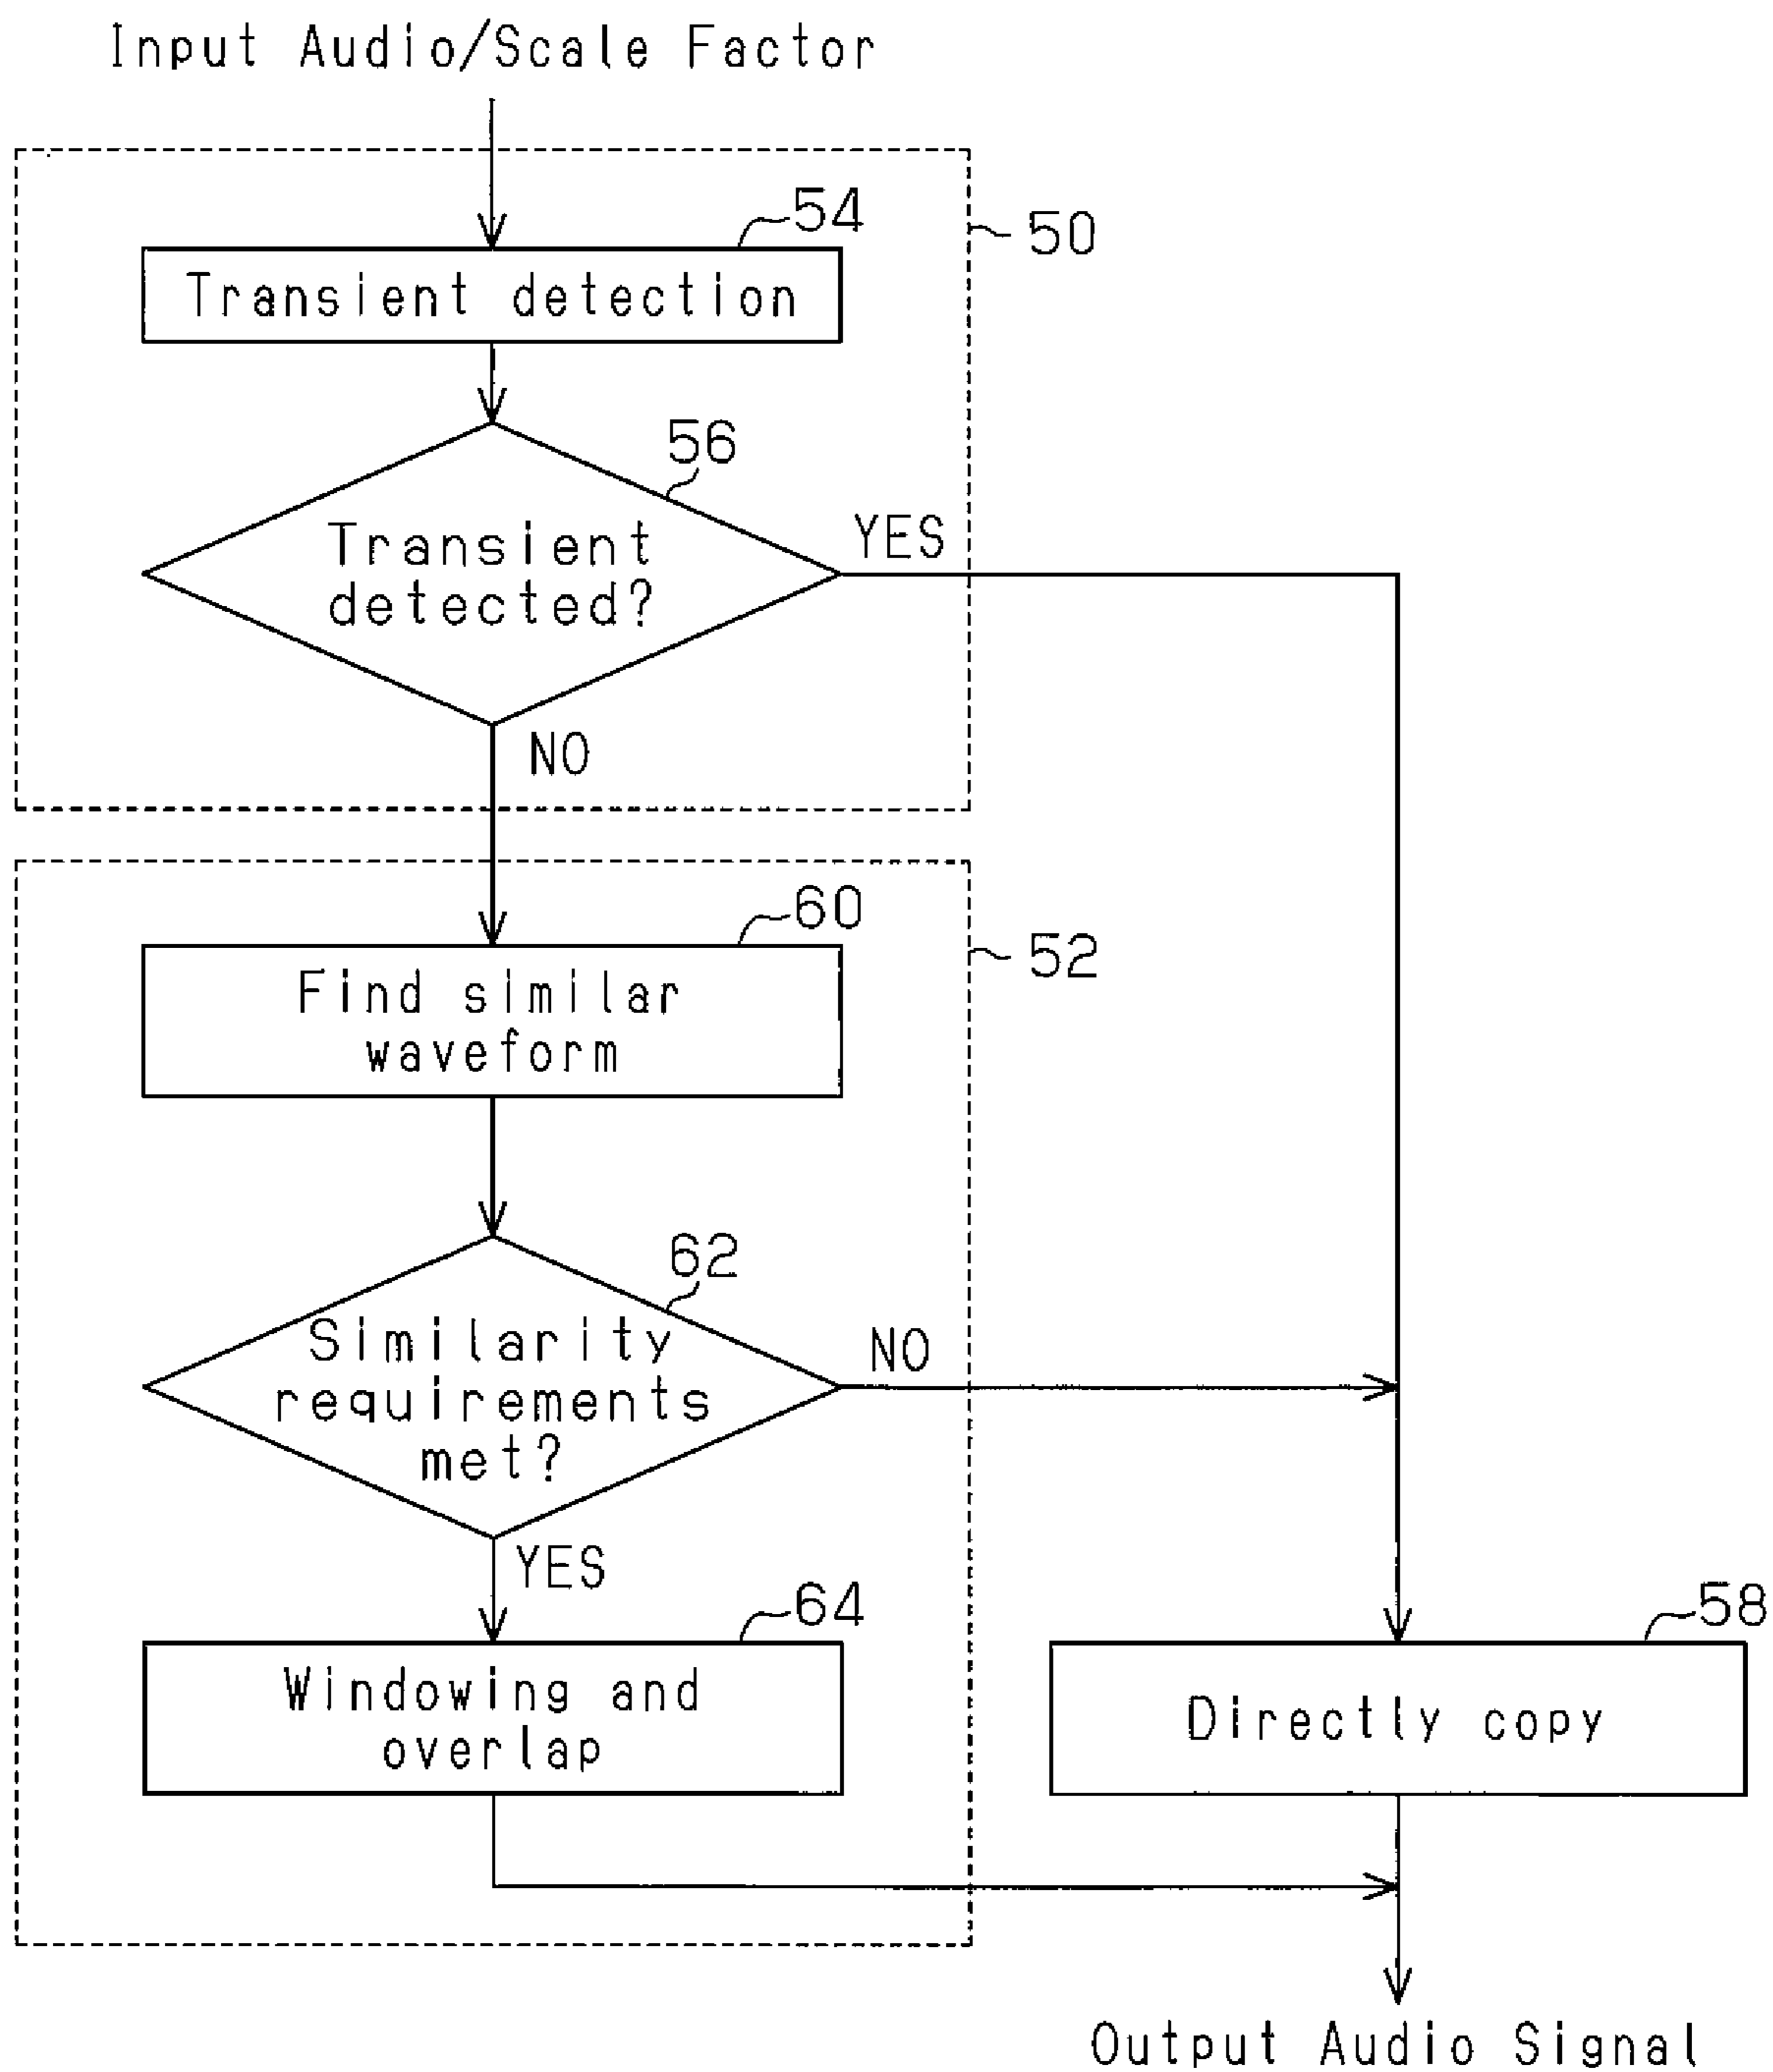 Input Audio/Scale Factor
54
50
Transient detection
56
YES
Transient
detected?
NO
60
52
Find similar
waveform
62
NO
Similarity
requirements
met?
YES
64
58
Windowing and
overlap
Directly copy
Output Audio Signal